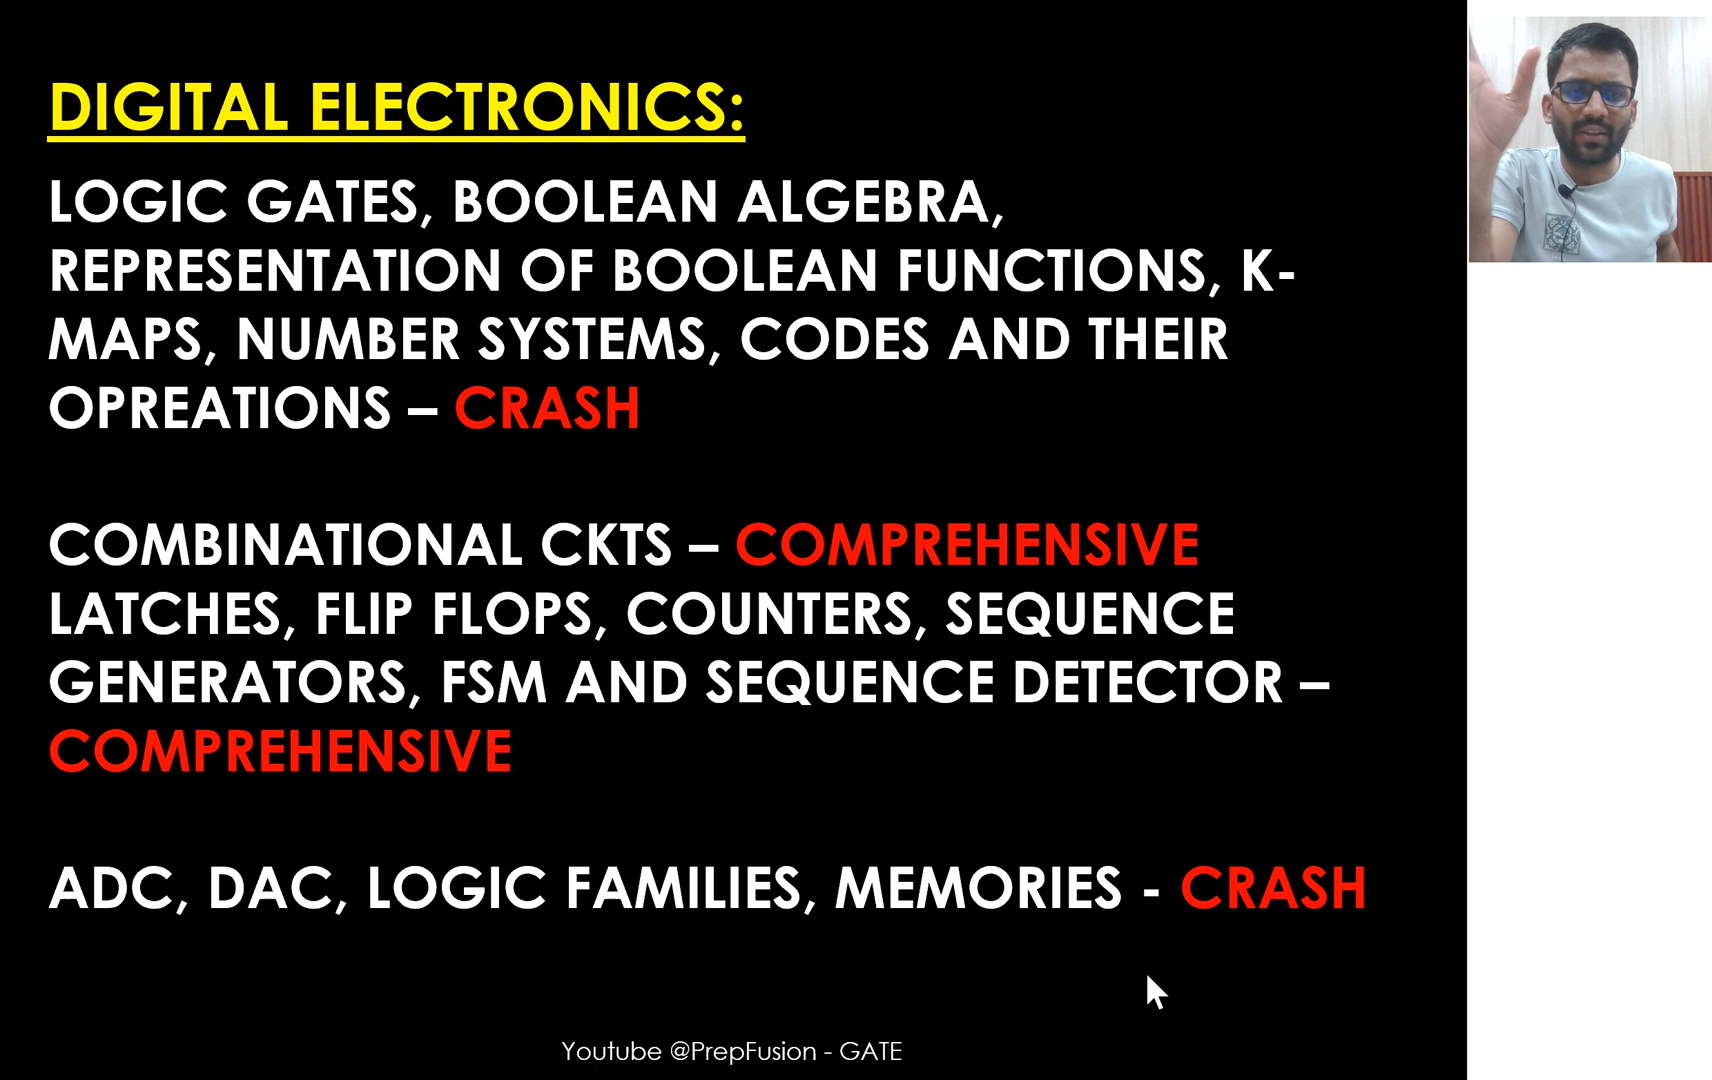 DIGITAL ELECTRONICS:
LOGIC GATES, BOOLEAN ALGEBRA,
REPRESENTATION OF BOOLEAN FUNCTIONS, K-
MAPS, NUMBER SYSTEMS, CODES AND THEIR
OPREATIONS – CRASH
COMBINATIONAL CKTS – COMPREHENSIVE
LATCHES, FLIP FLOPS, COUNTERS, SEQUENCE
GENERATORS, FSM AND SEQUENCE DETECTOR –
COMPREHENSIVE
ADC, DAC, LOGIC FAMILIES, MEMORIES - CRASH
Youtube @PrepFusion - GATE